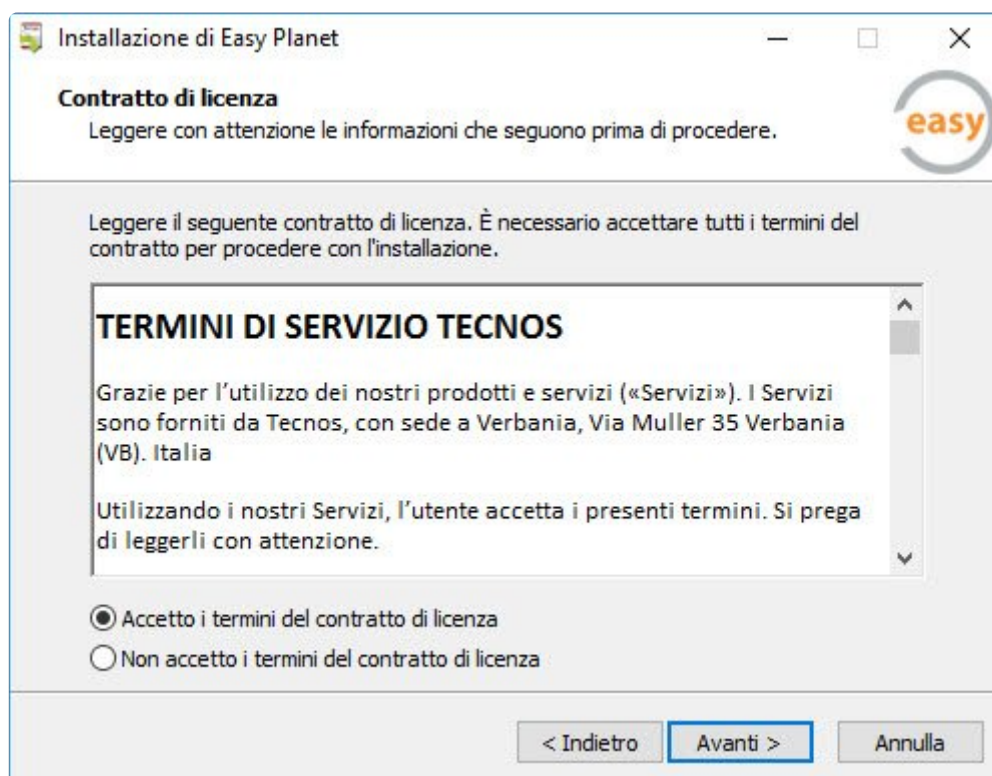 Installazione di Easy Planet
Contratto di licenza
Leggere con attenzione le informazioni che seguono prima di procedere.
easy
Leggere il seguente contratto di licenza. È necessario accettare tutti i termini del
contratto per procedere con l'installazione.
TERMINI DI SERVIZIO TECNOS
Grazie per l’utilizzo dei nostri prodotti e servizi («Servizi»). I Servizi
sono forniti da Tecnos, con sede a Verbania, Via Muller 35 Verbania
(VB). Italia
Utilizzando i nostri Servizi, l’utente accetta i presenti termini. Si prega
di leggerli con attenzione.
Accetto i termini del contratto di licenza
Non accetto i termini del contratto di licenza
< Indietro Avanti > Annulla